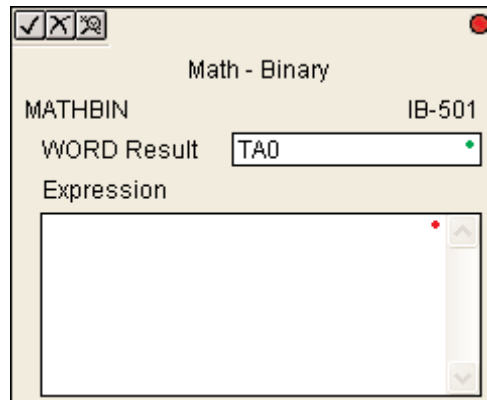 Math - Binary
MATHBIN IB-501
WORD Result TA0
Expression